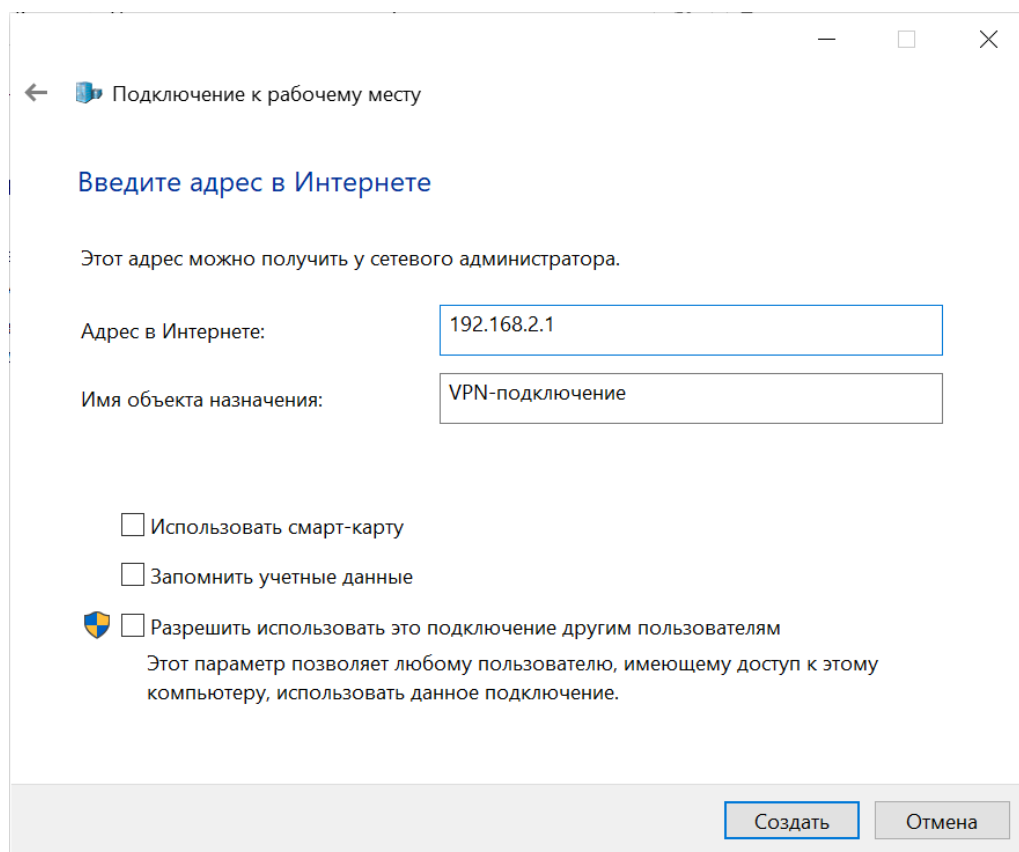 Подключение к рабочему месту
Введите адрес в Интернете
Этот адрес можно получить у сетевого администратора.
Адрес в Интернете:
192.168.2.1
Имя объекта назначения:
VPN-подключение
Использовать смарт-карту
Запомнить учетные данные
Разрешить использовать это подключение другим пользователям
Этот параметр позволяет любому пользователю, имеющему доступ к этому
компьютеру, использовать данное подключение.
Создать
Отмена